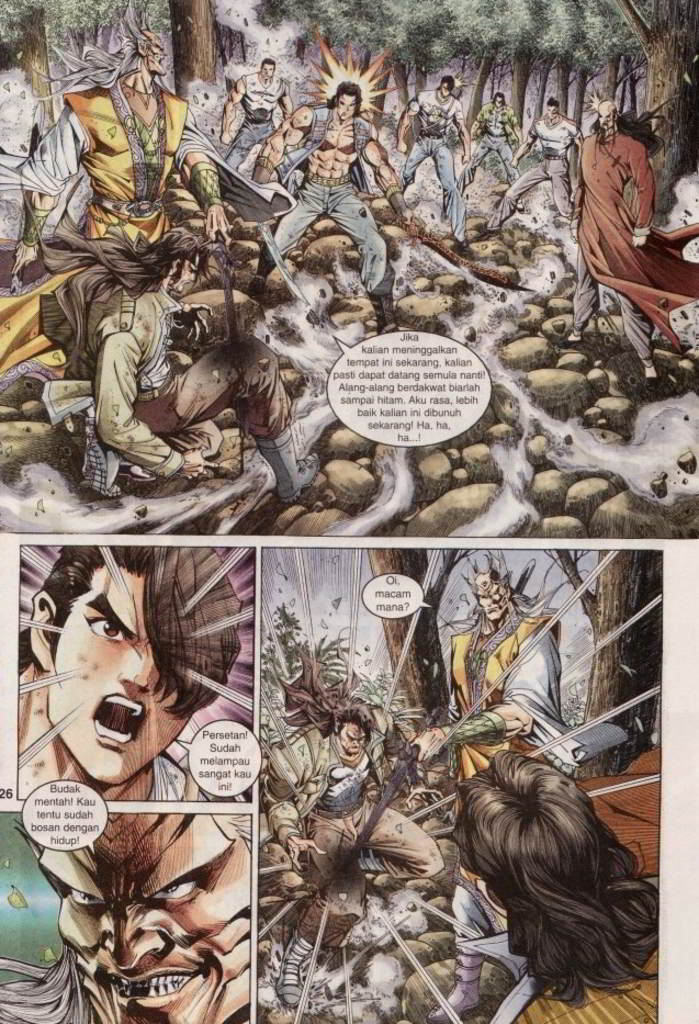 Jika
kalian meninggalkan
tempat ini sekarang, kalian
pasti dapat datang semula nanti!
Alang-alang berdakwat biarlah
sampai hitam. Aku rasa, lebih
baik kalian ini dibunuh
sekarang! Ha, ha,
ha...!
Persetan!
Sudah
melampau
sangat kau
ini!
26
Budak
mentah! Kau
tentu sudah
bosan dengan
hidup!
Oi,
macam
mana?